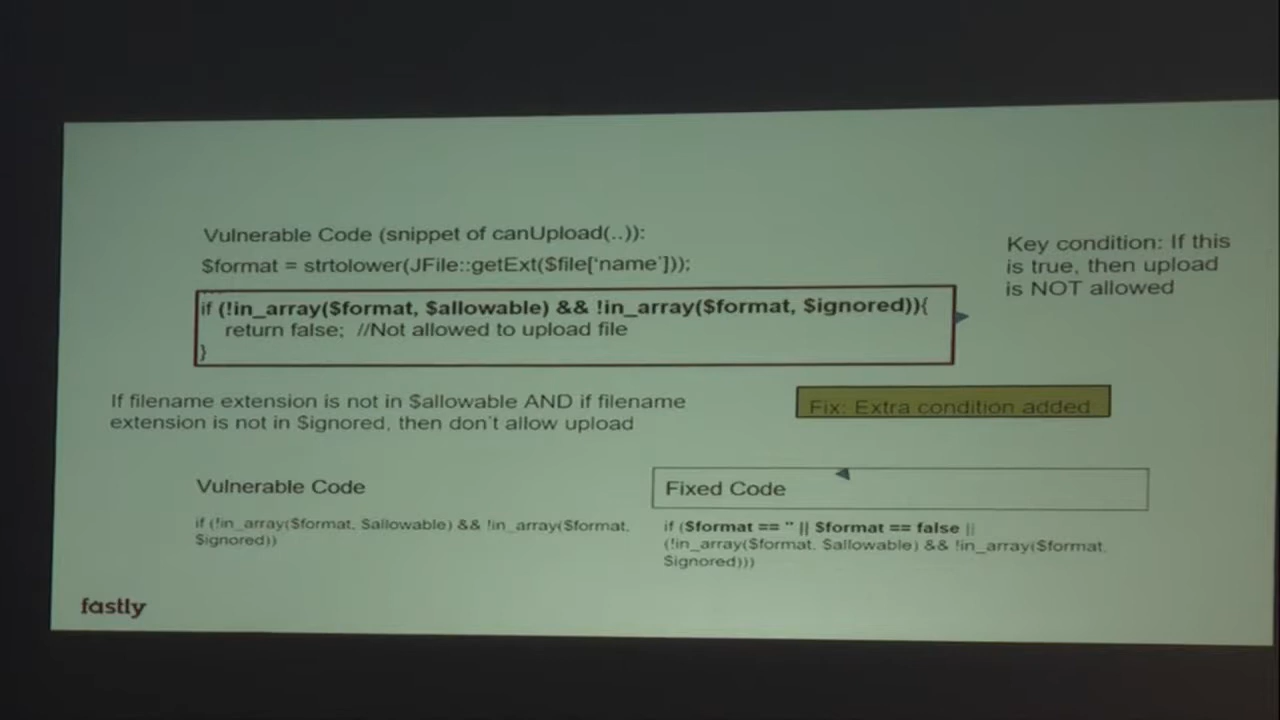 Vulnerable Code (snippet of canUpload(..)):
$format = strtolower(JFile::getExt($file['name']));
if (!in_array($format, $allowable) && !in_array($format, $ignored)){
return false; //Not allowed to upload file
}
Key condition: If this
is true, then upload
is NOT allowed
If filename extension is not in $allowable AND if filename
extension is not in $ignored, then don't allow upload
Fix: Extra condition added
Vulnerable Code
if (!in_array($format, $allowable) && !in_array($format,
$ignored))
Fixed Code
if ($format == '' || $format == false ||
(!in_array($format, $allowable) && !in_array($format,
$ignored)))
fastly